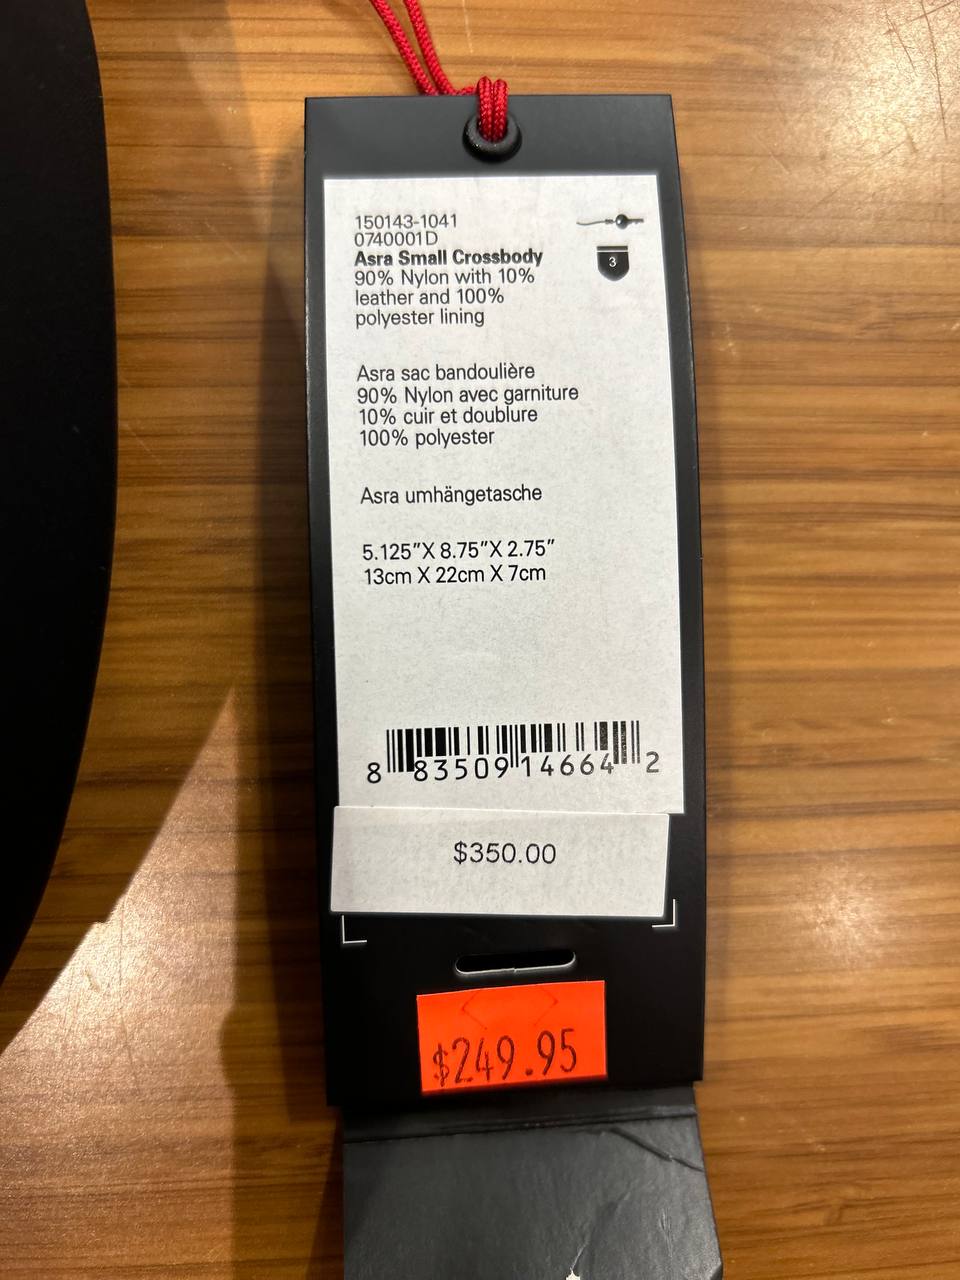 150143-1041
0740001D
Asra Small Crossbody
90% Nylon with 10%
leather and 100%
polyester lining
3
Asra sac bandoulière
90% Nylon avec garniture
10% cuir et doublure
100% polyester
Asra umhängetasche
5.125"X 8.75"X 2.75"
13cm X 22cm X 7cm
8 83509 14664 2
$350.00
$249.95